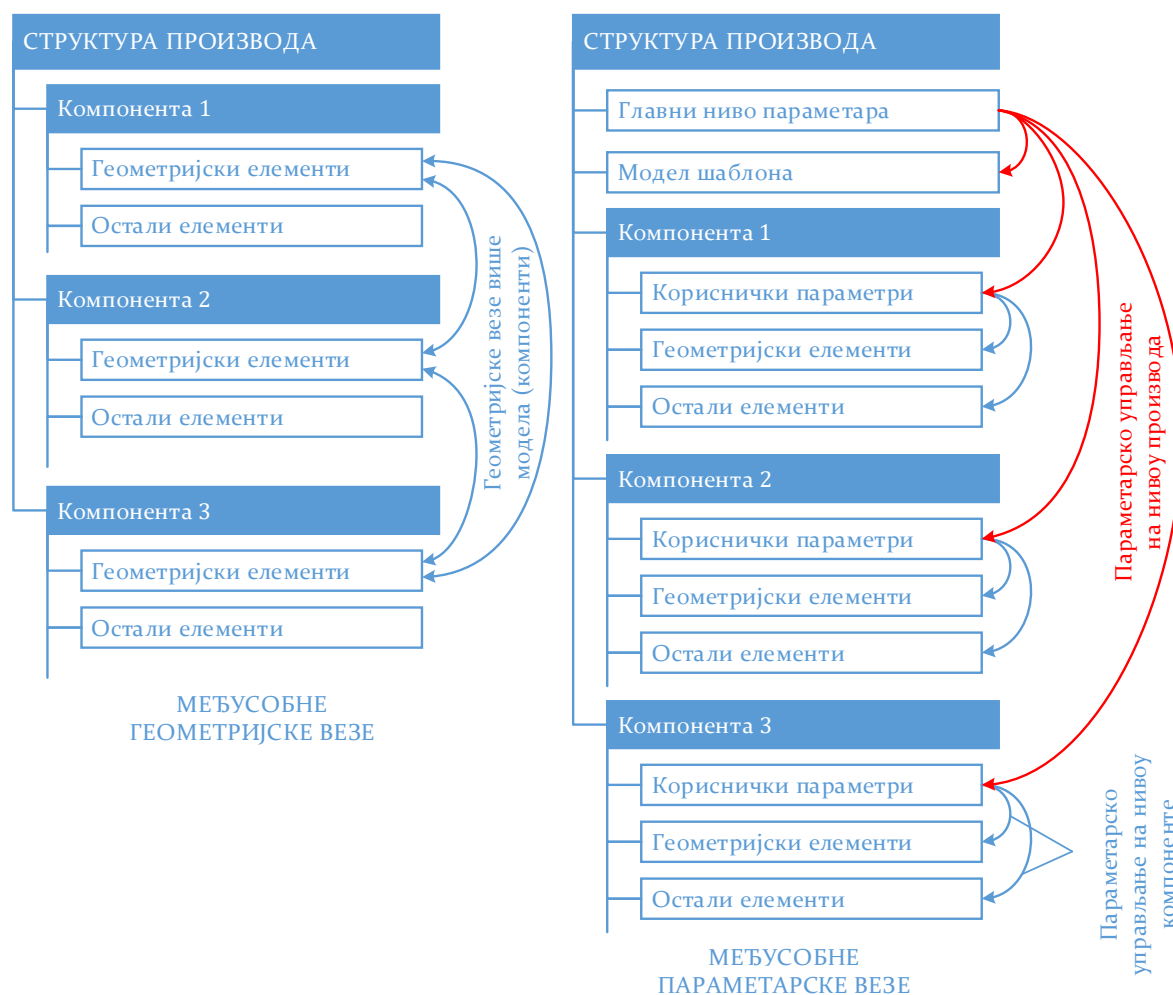 СТРУКТУРА ПРОИЗВОДА
Компонента 1
Геометријски елементи
Остали елементи
Компонента 2
Геометријски елементи
Остали елементи
Компонента 3
Геометријски елементи
Остали елементи
Геометријске везе више
модела (компоненти)
МЕЂУСОБНЕ
ГЕОМЕТРИЈСКЕ ВЕЗЕ
СТРУКТУРА ПРОИЗВОДА
Главни ниво параметара
Модел шаблона
Компонента 1
Кориснички параметри
Геометријски елементи
Остали елементи
Компонента 2
Кориснички параметри
Геометријски елементи
Остали елементи
Компонента 3
Кориснички параметри
Геометријски елементи
Остали елементи
Параметарско управљање
на нивоу производа
Параметарско
управљање на нивоу
компоненте
МЕЂУСОБНЕ
ПАРАМЕТАРСКЕ ВЕЗЕ